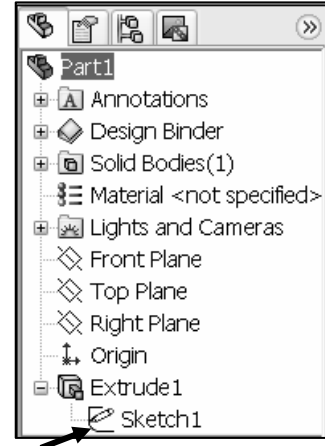 Part1
Annotations
Design Binder
Solid Bodies(1)
Material <not specified>
Lights and Cameras
Front Plane
Top Plane
Right Plane
Origin
Extrude1
Sketch1